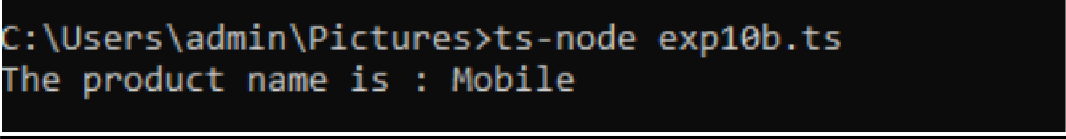 C:\Users\admin\Pictures>ts-node exp10b.ts
The product name is : Mobile